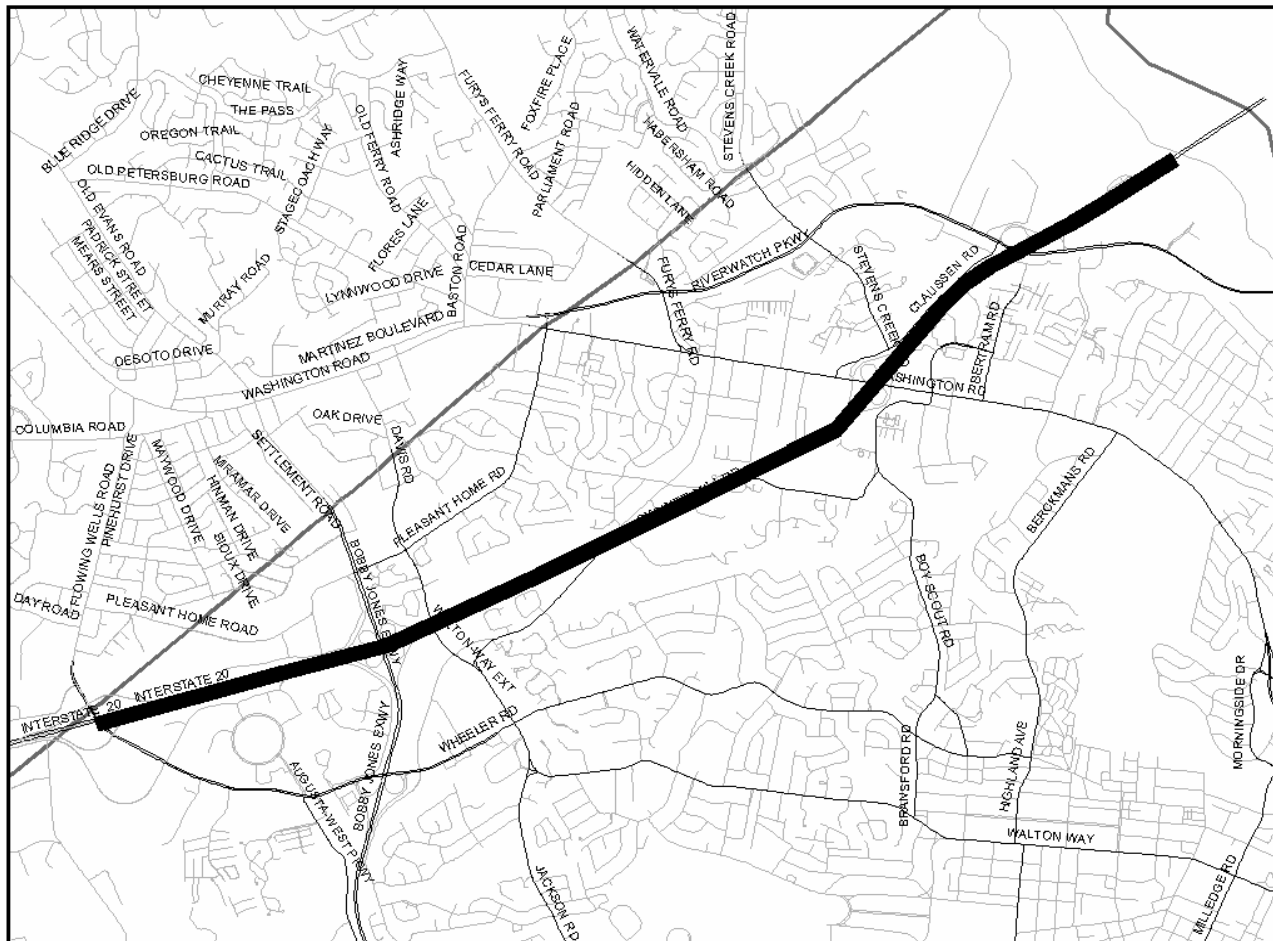 CHEYENNE TRAIL
THE PASS
BLUE RIDGE DRIVE
OREGON TRAIL
CACTUS TRAIL
OLD PETERSBURG ROAD
STAGECOACH WAY
OLD FERRY ROAD
ASHRIDGE WAY
FURYS FERRY ROAD
FOXFIRE PLACE
PARLIAMENT ROAD
WATERVALE ROAD
HABERSHAM ROAD
HIDDEN LANE
STEVENS CREEK ROAD
OLD EVANS ROAD
PADRICK STREET
MEARS STREET
MURRAY ROAD
FLORES LANE
LYNNWOOD DRIVE
BASTON ROAD
CEDAR LANE
RIVERWATCH PKWY
FURYS FERRY RD
STEVENS CREEK
CLAUSSEN RD
BERTRAM RD
DESOTO DRIVE
MARTINEZ BOULEVARD
WASHINGTON ROAD
ASHINGTON RD
OAK DRIVE
COLUMBIA ROAD
SETTLEMENT ROAD
DAVIS RD
PLEASANT HOME RD
FLOWING WELLS ROAD
PINEHURST DRIVE
MAYWOOD DRIVE
MIRAMAR DRIVE
HINMAN DRIVE
SIOUX DRIVE
BERCKMANS RD
BOBBY JONES EXWY
BOY SCOUT RD
DAY ROAD
PLEASANT HOME ROAD
WALTON WAY EXT
INTERSTATE 20
INTERSTATE 20
WHEELER RD
BOBBY JONES EXWY
AUGUSTA WEST PKWY
BRANSFORD RD
HIGHLAND AVE
MORNINGSIDE DR
WALTON WAY
JACKSON RD
MILLEDGE RD